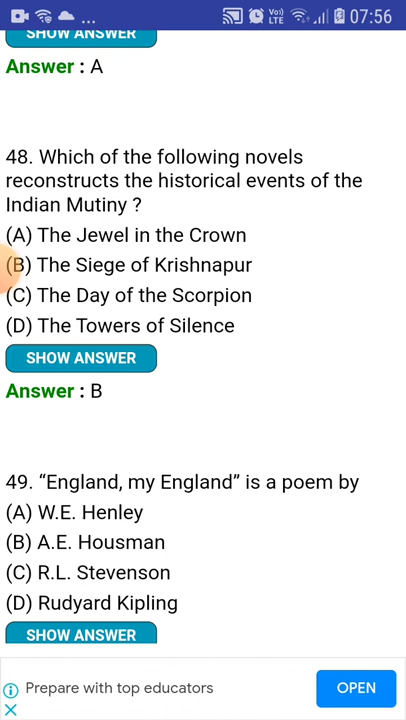 ... Vo) LTE 07:56
SHOW ANSWER
Answer : A
48. Which of the following novels
reconstructs the historical events of the
Indian Mutiny ?
(A) The Jewel in the Crown
(B) The Siege of Krishnapur
(C) The Day of the Scorpion
(D) The Towers of Silence
SHOW ANSWER
Answer : B
49. “England, my England” is a poem by
(A) W.E. Henley
(B) A.E. Housman
(C) R.L. Stevenson
(D) Rudyard Kipling
SHOW ANSWER
Prepare with top educators
OPEN